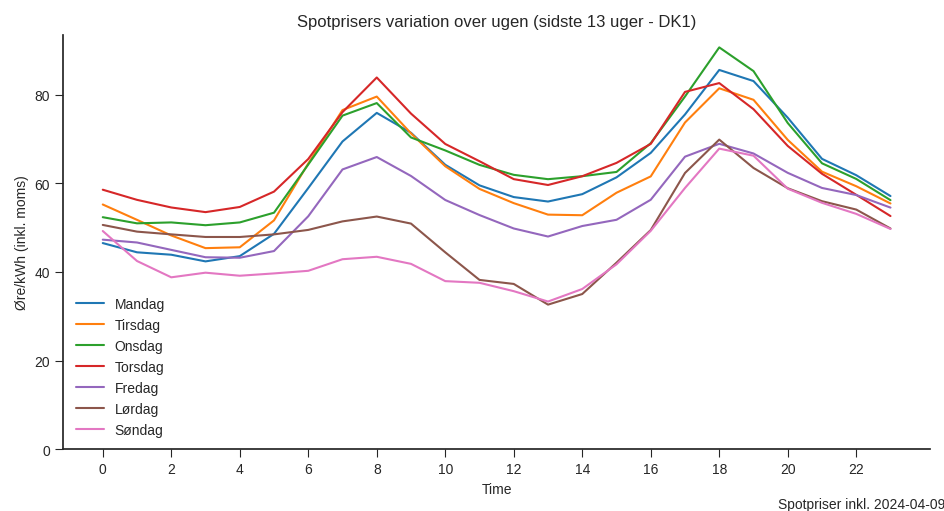 Spotprisers variation over ugen (sidste 13 uger - DK1)
Øre/kWh (inkl. moms)
80
60
40
20
0
Mandag
Tirsdag
Onsdag
Torsdag
Fredag
Lørdag
Søndag
0 2 4 6 8 10 12 14 16 18 20 22
Time
Spotpriser inkl. 2024-04-09